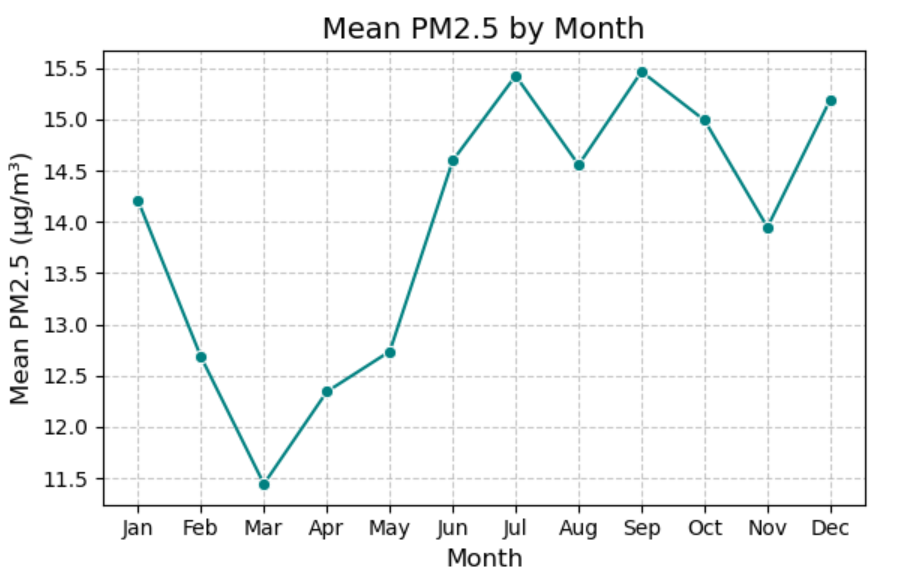 Mean PM2.5 by Month
Mean PM2.5 (µg/m³)
15.5
15.0
14.5
14.0
13.5
13.0
12.5
12.0
11.5
Jan Feb Mar Apr May Jun Jul Aug Sep Oct Nov Dec
Month